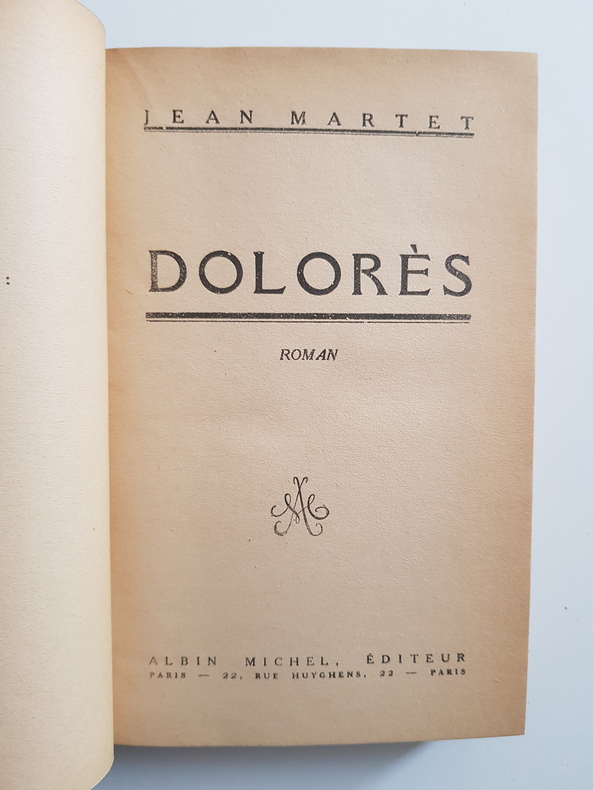 JEAN MARTET
DOLORÈS
ROMAN
ALBIN MICHEL, ÉDITEUR
PARIS — 22, RUE HUYGHENS, 22 — PARIS